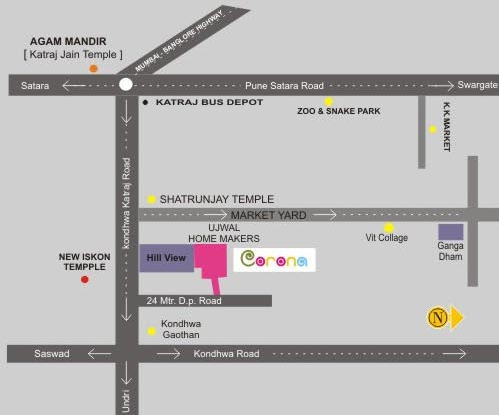 MUMBAI - BANGLORE HIGHWAY
AGAM MANDIR
[ Katraj Jain Temple ]
Satara
Pune Satara Road
Swargate
KATRAJ BUS DEPOT
ZOO & SNAKE PARK
K.K.MARKET
kondhwa Katraj Road
SHATRUNJAY TEMPLE
MARKET YARD
UJWAL
HOME MAKERS
Vit Collage
Ganga
Dham
NEW ISKON
TEMPPLE
Hill View
Corona
24 Mtr. D.p. Road
Kondhwa
Gaothan
N
Saswad
Kondhwa Road
Undri